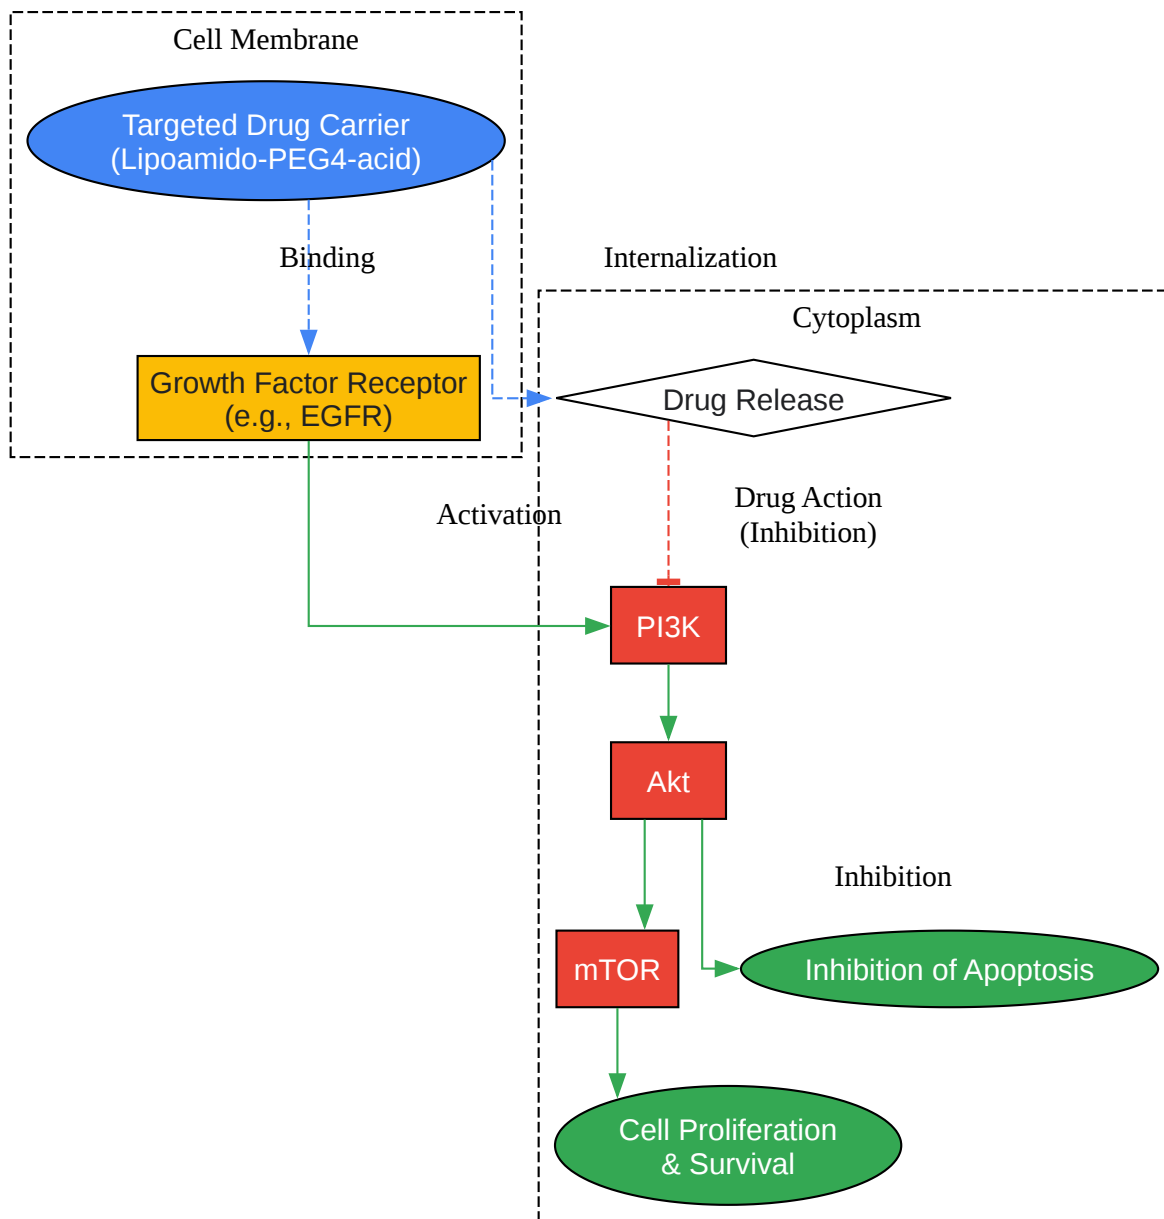 Cell Membrane
Targeted Drug Carrier
(Lipoamido-PEG4-acid)
Binding
Internalization
Cytoplasm
Growth Factor Receptor
(e.g., EGFR)
Drug Release
Activation
Drug Action
(Inhibition)
PI3K
Akt
Inhibition
mTOR
Inhibition of Apoptosis
Cell Proliferation
& Survival